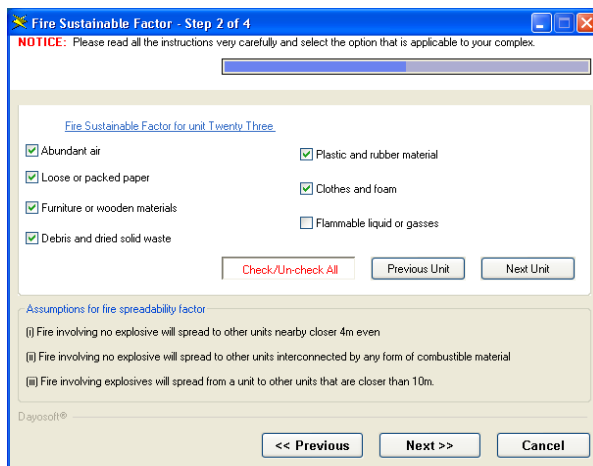 Fire Sustainable Factor - Step 2 of 4
NOTICE: Please read all the instructions very carefully and select the option that is applicable to your complex.
Fire Sustainable Factor for unit Twenty Three
Abundant air
Plastic and rubber material
Loose or packed paper
Clothes and foam
Furniture or wooden materials
Flammable liquid or gasses
Debris and dried solid waste
Check/Un-check All
Previous Unit
Next Unit
Assumptions for fire spreadability factor
(i) Fire involving no explosive will spread to other units nearby closer 4m even
(ii) Fire involving no explosive will spread to other units interconnected by any form of combustible material
(iii) Fire involving explosives will spread from a unit to other units that are closer than 10m.
Dayosoft®
<< Previous
Next >>
Cancel